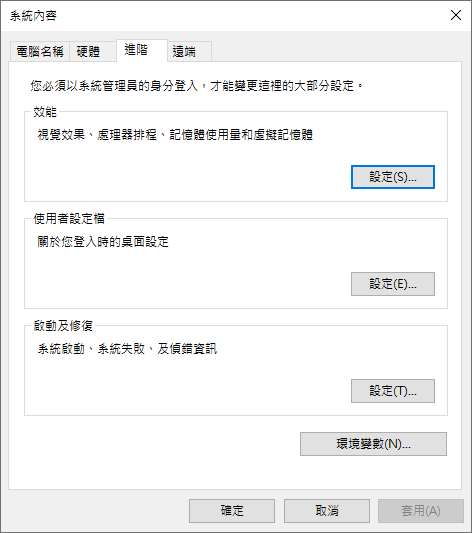 系統內容
電腦名稱 硬體 進階 遠端
您必須以系統管理員的身分登入，才能變更這裡的大部分設定。
效能
視覺效果、處理器排程、記憶體使用量和虛擬記憶體
設定(S)...
使用者設定檔
關於您登入時的桌面設定
設定(E)...
啟動及修復
系統啟動、系統失敗、及偵錯資訊
設定(T)...
環境變數(N)...
確定 取消 套用(A)